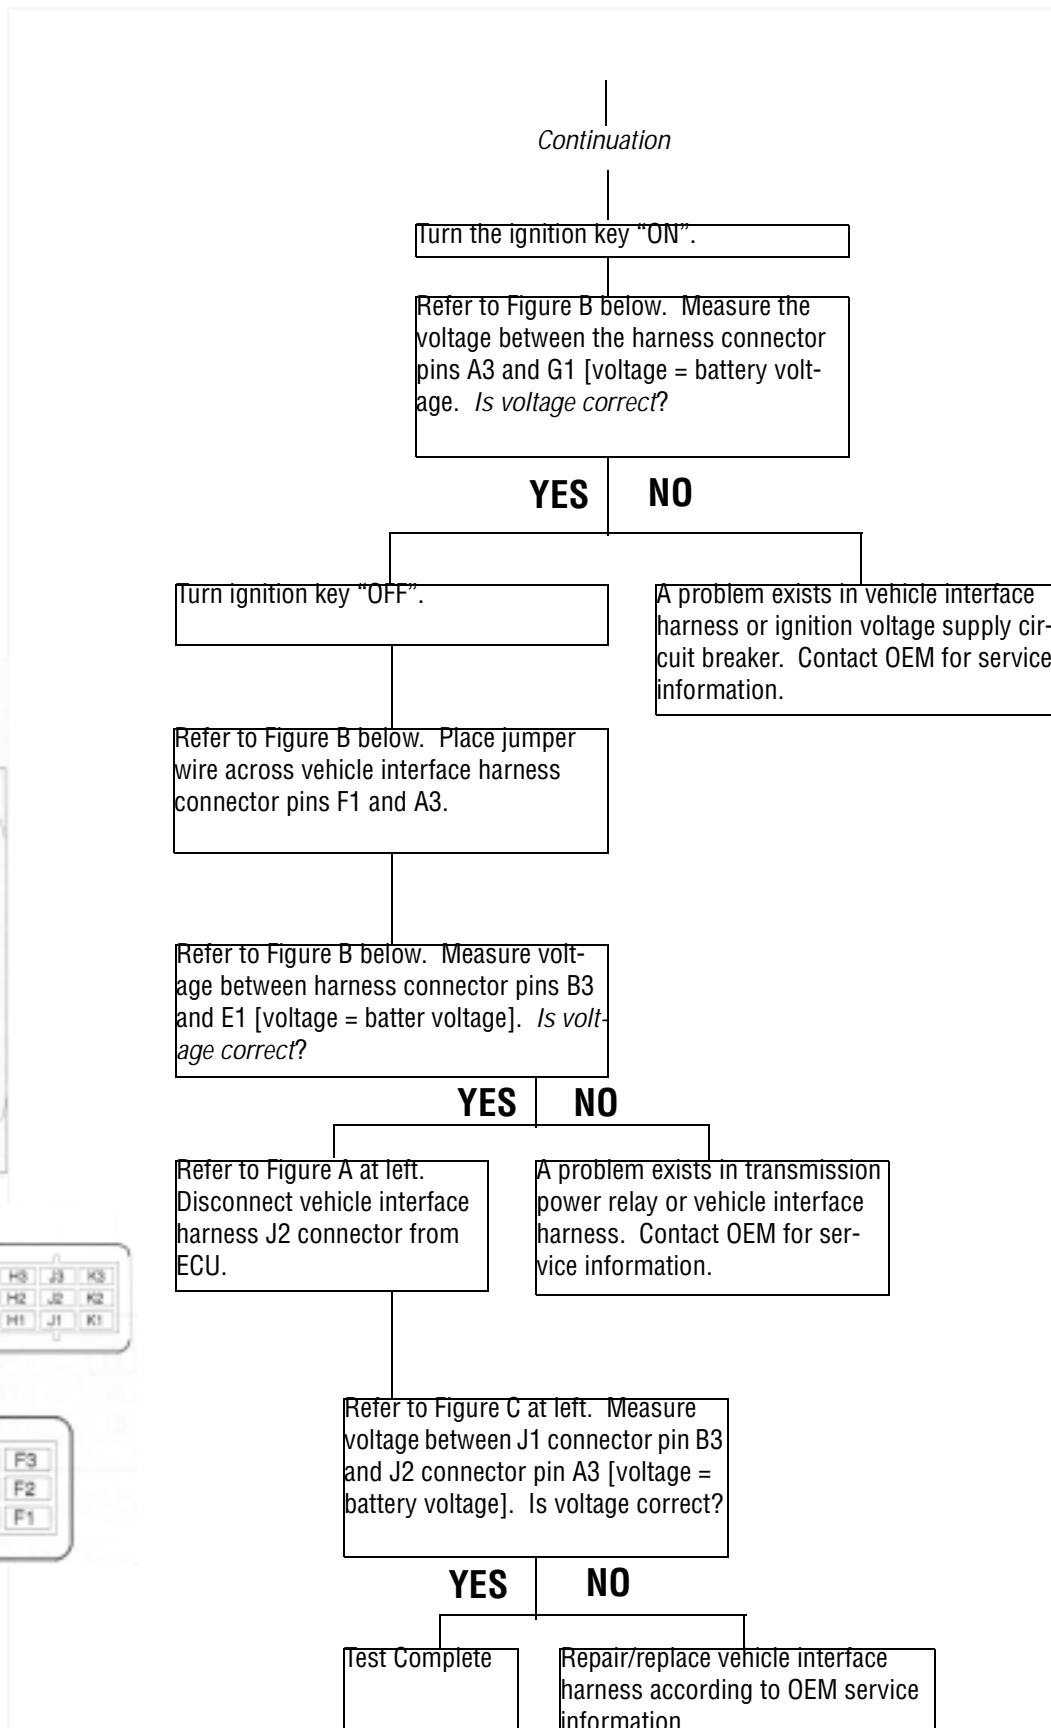 Continuation
Turn the ignition key “ON”.
Refer to Figure B below. Measure the
voltage between the harness connector
pins A3 and G1 [voltage = battery volt-
age. Is voltage correct?
YES NO
Turn ignition key “OFF”.
A problem exists in vehicle interface
harness or ignition voltage supply cir-
cuit breaker. Contact OEM for service
information.
Refer to Figure B below. Place jumper
wire across vehicle interface harness
connector pins F1 and A3.
Refer to Figure B below. Measure volt-
age between harness connector pins B3
and E1 [voltage = batter voltage]. Is volt-
age correct?
YES NO
Refer to Figure A at left.
Disconnect vehicle interface
harness J2 connector from
ECU.
A problem exists in transmission
power relay or vehicle interface
harness. Contact OEM for ser-
vice information.
H3 J3 K3
H2 J2 K2
H1 J1 K1
Refer to Figure C at left. Measure
voltage between J1 connector pin B3
and J2 connector pin A3 [voltage =
battery voltage]. Is voltage correct?
F3
F2
F1
YES NO
Test Complete
Repair/replace vehicle interface
harness according to OEM service
information